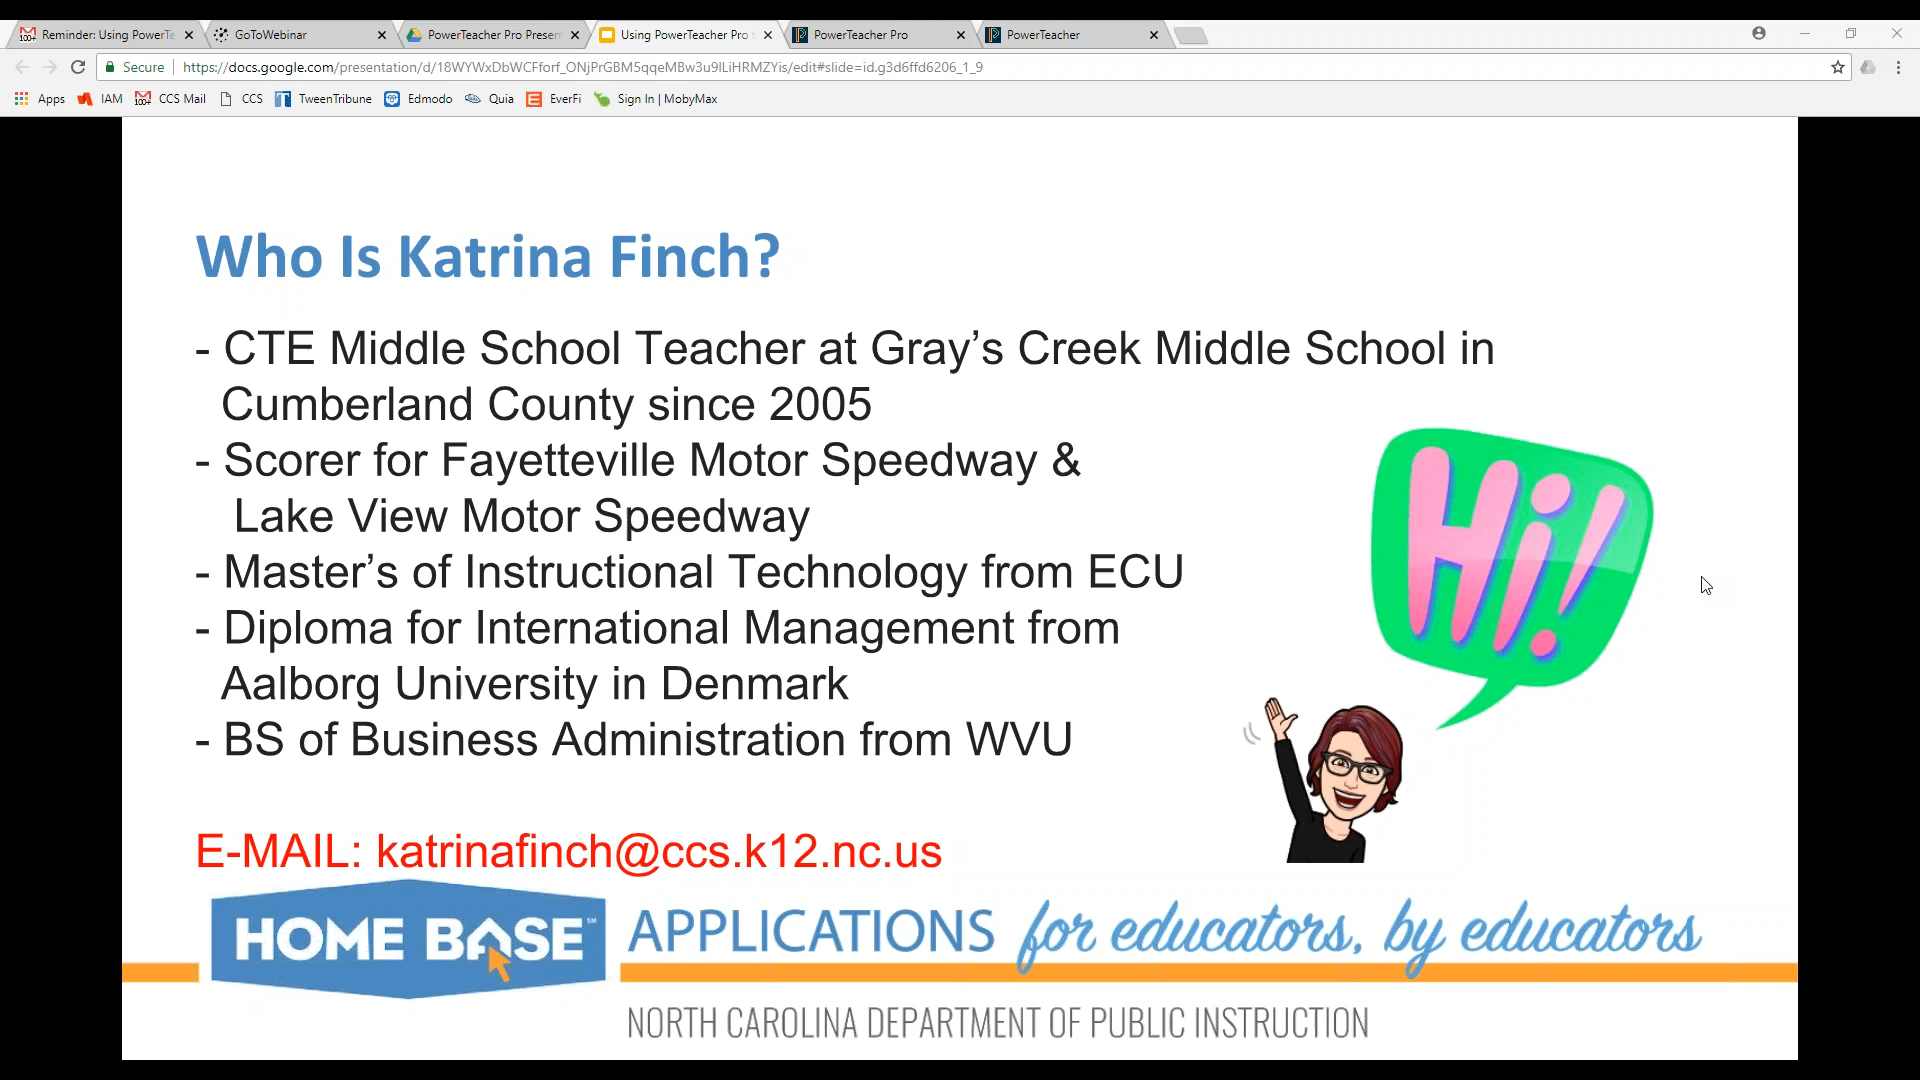 Reminder: Using PowerTe
GoToWebinar
PowerTeacher Pro Presen
Using PowerTeacher Pro
PowerTeacher Pro
PowerTeacher
Secure
https://docs.google.com/presentation/d/18WYWxDbWCFforf_ONjPrGBM5qqeMBw3u9lLiHRMZYis/edit#slide=id.g3d6ffd6206_1_9
Apps IAM CCS Mail CCS TweenTribune Edmodo Quia EverFi Sign In | MobyMax
Who Is Katrina Finch?
- CTE Middle School Teacher at Gray’s Creek Middle School in
Cumberland County since 2005
- Scorer for Fayetteville Motor Speedway &
Lake View Motor Speedway
- Master’s of Instructional Technology from ECU
- Diploma for International Management from
Aalborg University in Denmark
- BS of Business Administration from WVU
Hi!
E-MAIL: katrinafinch@ccs.k12.nc.us
HOME BASE℠ APPLICATIONS for educators, by educators
NORTH CAROLINA DEPARTMENT OF PUBLIC INSTRUCTION